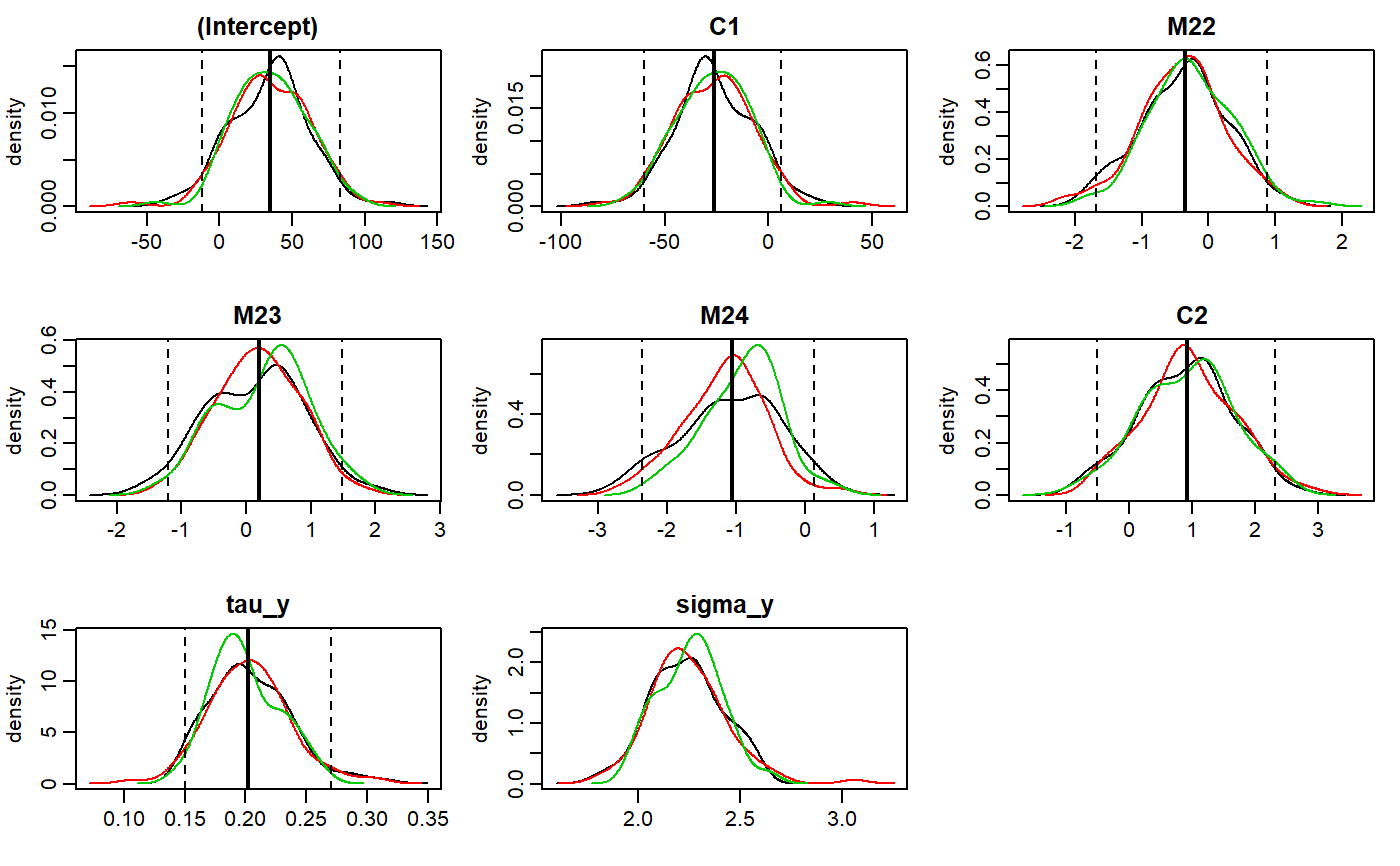 (Intercept)
density
0.000 0.010
-50 0 50 100 150
C1
density
0.000 0.015
-100 -50 0 50
M22
density
0.0 0.2 0.4 0.6
-2 -1 0 1 2
M23
density
0.0 0.2 0.4 0.6
-2 -1 0 1 2 3
M24
density
0.0 0.4
-3 -2 -1 0 1
C2
density
0.0 0.2 0.4
-1 0 1 2 3
tau_y
density
0 5 10 15
0.10 0.15 0.20 0.25 0.30 0.35
sigma_y
density
0.0 1.0 2.0
2.0 2.5 3.0